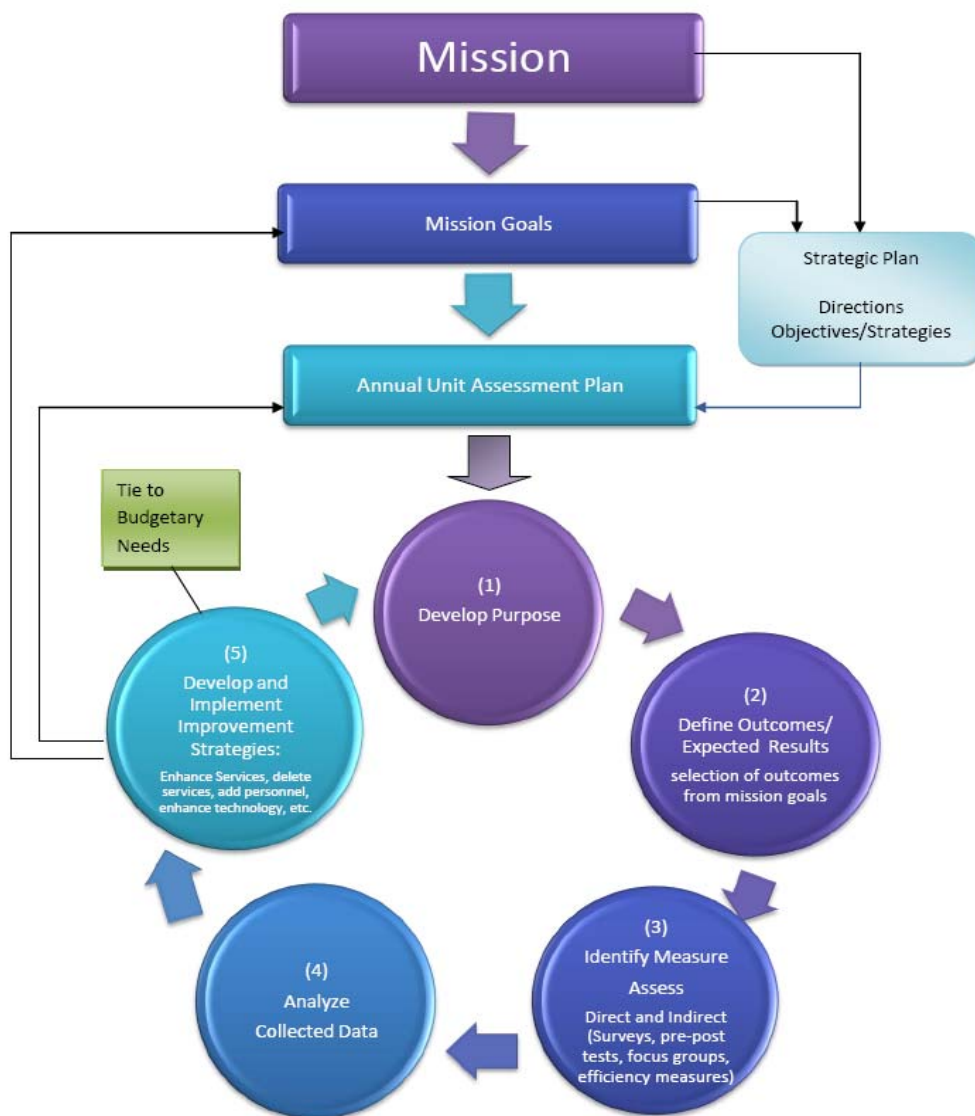 Mission
Mission Goals
Strategic Plan
Directions
Objectives/Strategies
Annual Unit Assessment Plan
Tie to
Budgetary
Needs
(1)
Develop Purpose
(2)
Define Outcomes/
Expected Results
selection of outcomes
from mission goals
(3)
Identify Measure
Assess
Direct and Indirect
(Surveys, pre-post
tests, focus groups,
efficiency measures)
(4)
Analyze
Collected Data
(5)
Develop and
Implement
Improvement
Strategies:
Enhance Services, delete
services, add personnel,
enhance technology, etc.